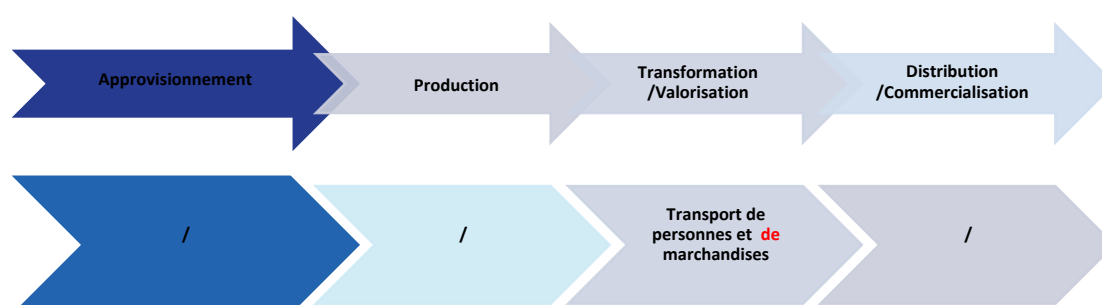 Approvisionnement
Production
Transformation
/Valorisation
Distribution
/Commercialisation
/
/
Transport de
personnes et de
marchandises
/